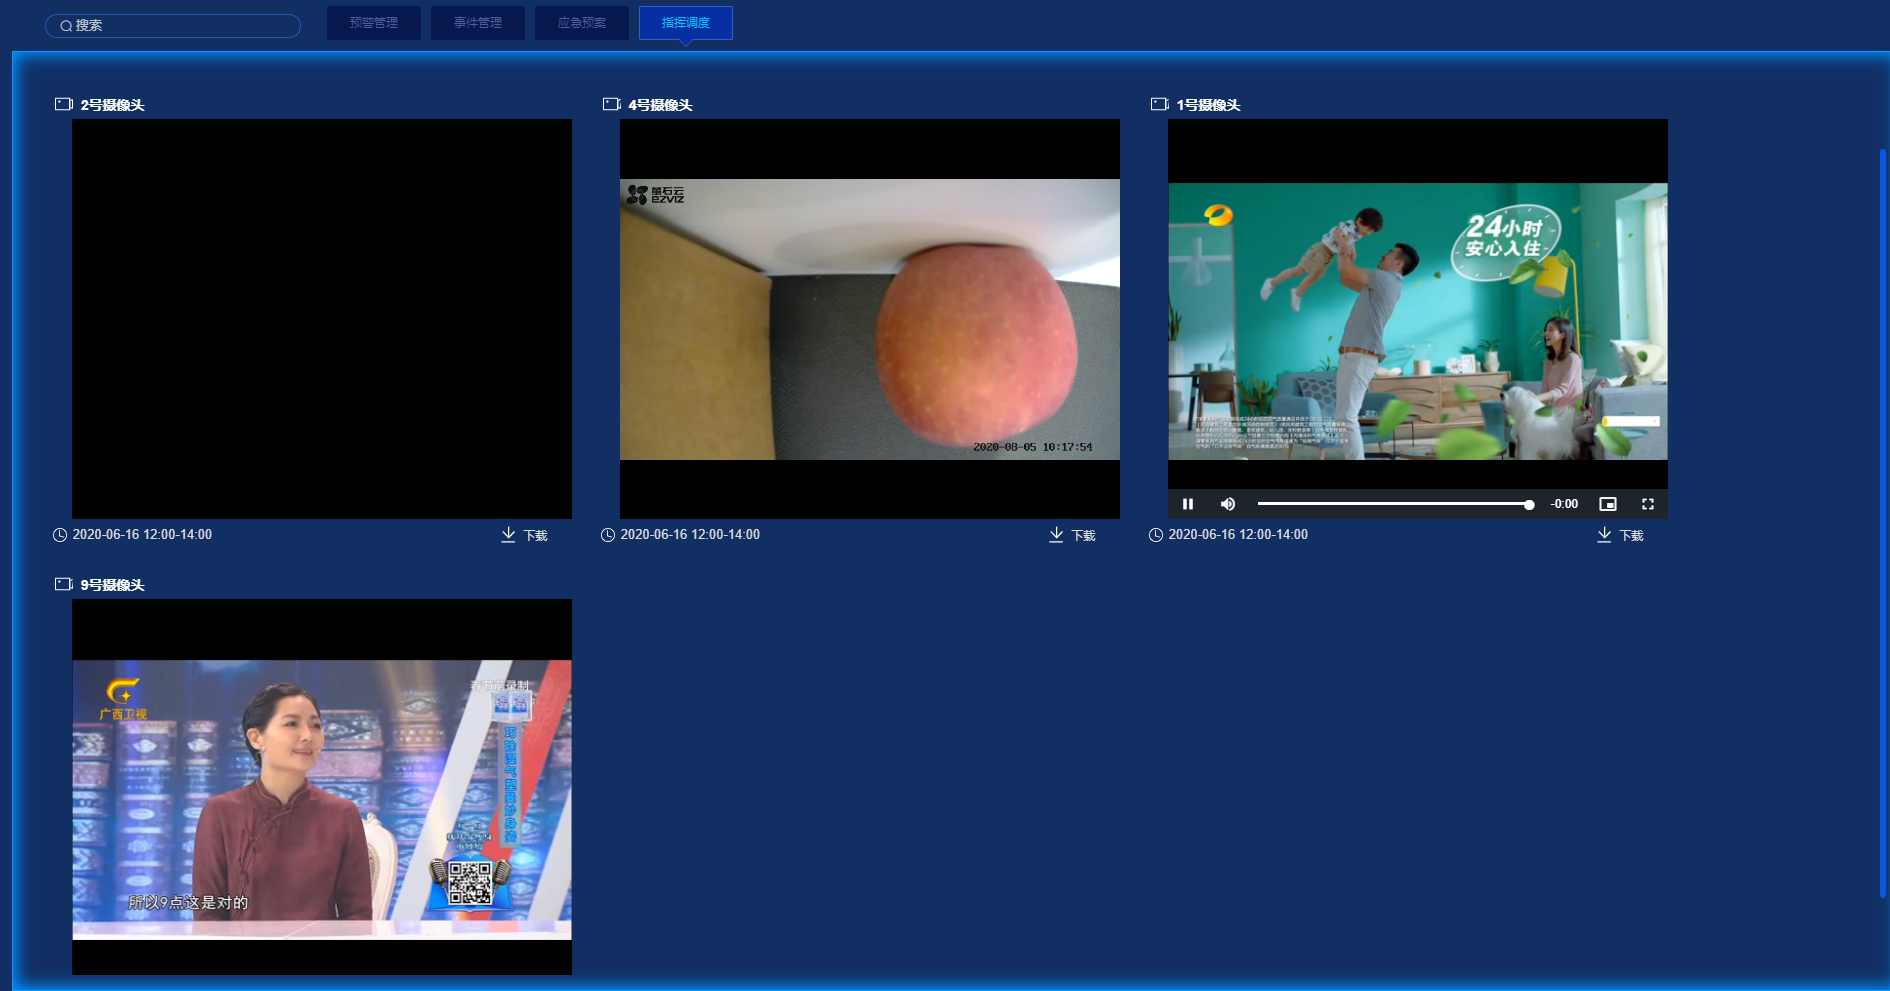 搜索
预警管理
事件管理
应急预案
指挥调度
2号摄像头
4号摄像头
1号摄像头
萤石云
ezviz
2020-08-05 10:17:54
24小时
安心入住
-0:00
2020-06-16 12:00-14:00
下载
2020-06-16 12:00-14:00
下载
2020-06-16 12:00-14:00
下载
9号摄像头
广西卫视
春节前录制
所以9点这是对的